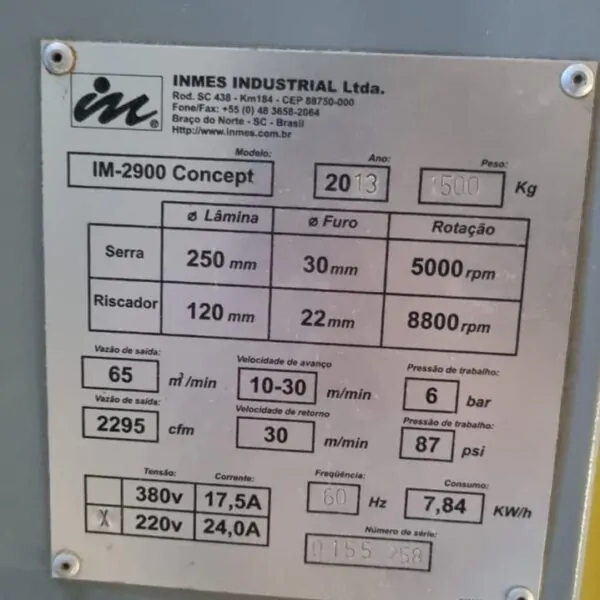 im ®
INMES INDUSTRIAL Ltda.
Rod. SC 438 - Km184 - CEP 88750-000
Fone/Fax: +55 (0) 48 3658-2064
Braço do Norte - SC - Brasil
Http://www.inmes.com.br
Modelo: Ano: Peso:
IM-2900 Concept 2013 1500 Kg
ø Lâmina ø Furo Rotação
Serra 250 mm 30 mm 5000 rpm
Riscador 120 mm 22 mm 8800 rpm
Vazão de saída: Velocidade de avanço Pressão de trabalho:
65 m³/min 10-30 m/min 6 bar
Vazão de saída: Velocidade de retorno Pressão de trabalho:
2295 cfm 30 m/min 87 psi
Tensão: Corrente: Freqüência: Consumo:
380v 17,5A 60 Hz 7,84 KW/h
X 220v 24,0A
Número de série:
0155 258